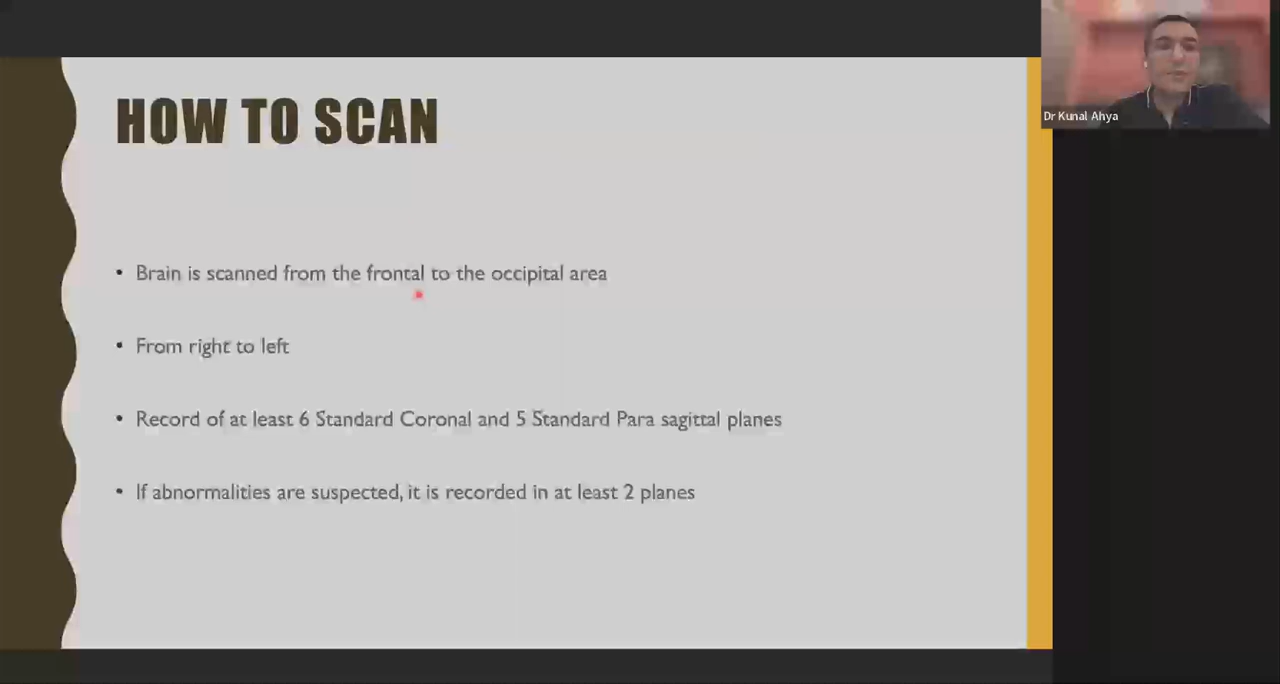 HOW TO SCAN
Dr Kunal Ahya
• Brain is scanned from the frontal to the occipital area
• From right to left
• Record of at least 6 Standard Coronal and 5 Standard Para sagittal planes
• If abnormalities are suspected, it is recorded in at least 2 planes